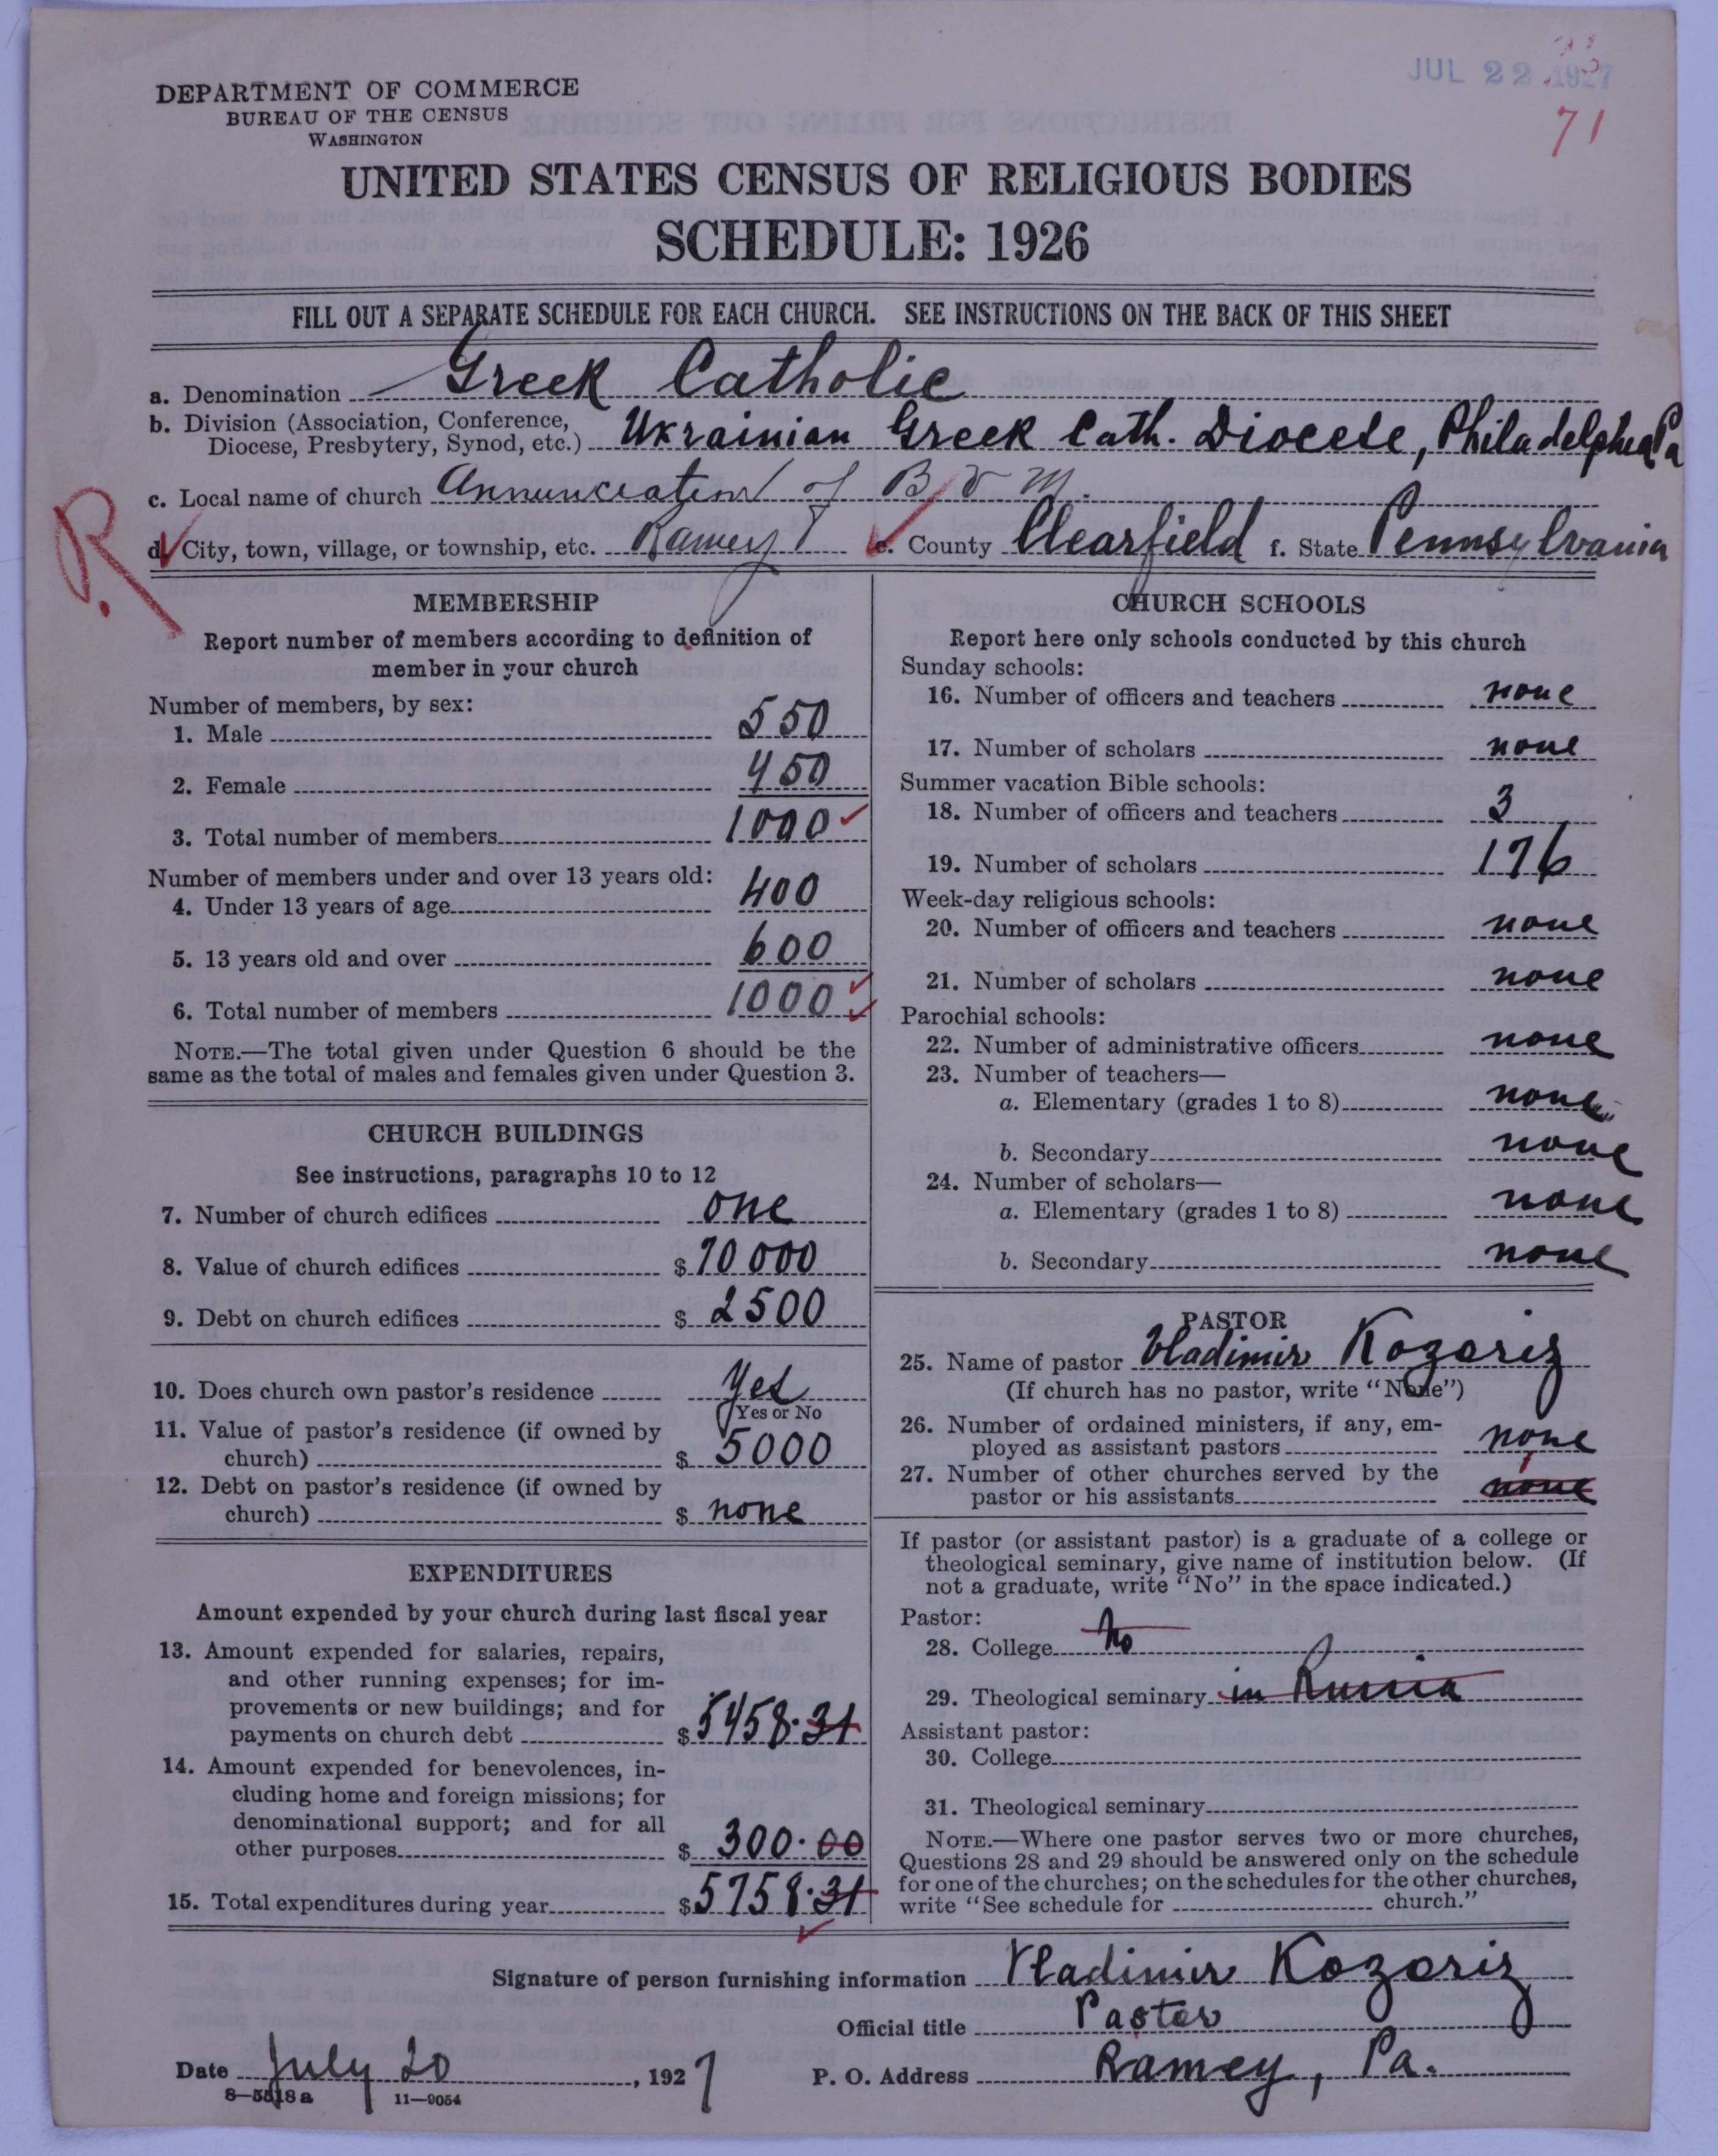 JUL 22 1927
71
DEPARTMENT OF COMMERCE
BUREAU OF THE CENSUS
WASHINGTON
UNITED STATES CENSUS OF RELIGIOUS BODIES
SCHEDULE: 1926
FILL OUT A SEPARATE SCHEDULE FOR EACH CHURCH. SEE INSTRUCTIONS ON THE BACK OF THIS SHEET
a. Denomination Greek Catholic
b. Division (Association, Conference,
Diocese, Presbytery, Synod, etc.) Ukrainian Greek Cath. Diocese, Philadelphia Pa
c. Local name of church Annunciation of B V M.
R.
d. City, town, village, or township, etc. Ramey e. County Clearfield f. State Pennsylvania
MEMBERSHIP
Report number of members according to definition of
member in your church
Number of members, by sex:
1. Male 550
2. Female 450
3. Total number of members 1000
Number of members under and over 13 years old:
4. Under 13 years of age 400
5. 13 years old and over 600
6. Total number of members 1000
NOTE.—The total given under Question 6 should be the
same as the total of males and females given under Question 3.
CHURCH BUILDINGS
See instructions, paragraphs 10 to 12
7. Number of church edifices one
8. Value of church edifices $ 70000
9. Debt on church edifices $ 2500
10. Does church own pastor's residence Yes
Yes or No
11. Value of pastor's residence (if owned by
church) $ 5000
12. Debt on pastor's residence (if owned by
church) $ none
EXPENDITURES
Amount expended by your church during last fiscal year
13. Amount expended for salaries, repairs,
and other running expenses; for im-
provements or new buildings; and for
payments on church debt $ 5458.31
14. Amount expended for benevolences, in-
cluding home and foreign missions; for
denominational support; and for all
other purposes $ 300.00
15. Total expenditures during year $ 5758.31
CHURCH SCHOOLS
Report here only schools conducted by this church
Sunday schools:
16. Number of officers and teachers none
17. Number of scholars none
Summer vacation Bible schools:
18. Number of officers and teachers 3
19. Number of scholars 176
Week-day religious schools:
20. Number of officers and teachers none
21. Number of scholars none
Parochial schools:
22. Number of administrative officers none
23. Number of teachers—
a. Elementary (grades 1 to 8) none
b. Secondary none
24. Number of scholars—
a. Elementary (grades 1 to 8) none
b. Secondary none
PASTOR
25. Name of pastor Vladimir Kozoriz
(If church has no pastor, write "None")
26. Number of ordained ministers, if any, em-
ployed as assistant pastors none
27. Number of other churches served by the
pastor or his assistants none
If pastor (or assistant pastor) is a graduate of a college or
theological seminary, give name of institution below. (If
not a graduate, write "No" in the space indicated.)
Pastor:
28. College No
29. Theological seminary in Russia
Assistant pastor:
30. College
31. Theological seminary
NOTE.—Where one pastor serves two or more churches,
Questions 28 and 29 should be answered only on the schedule
for one of the churches; on the schedules for the other churches,
write "See schedule for church."
Signature of person furnishing information Vladimir Kozoriz
Official title Pastor
Date July 20, 1927 P. O. Address Ramey, Pa.
8—5518 a 11—9054